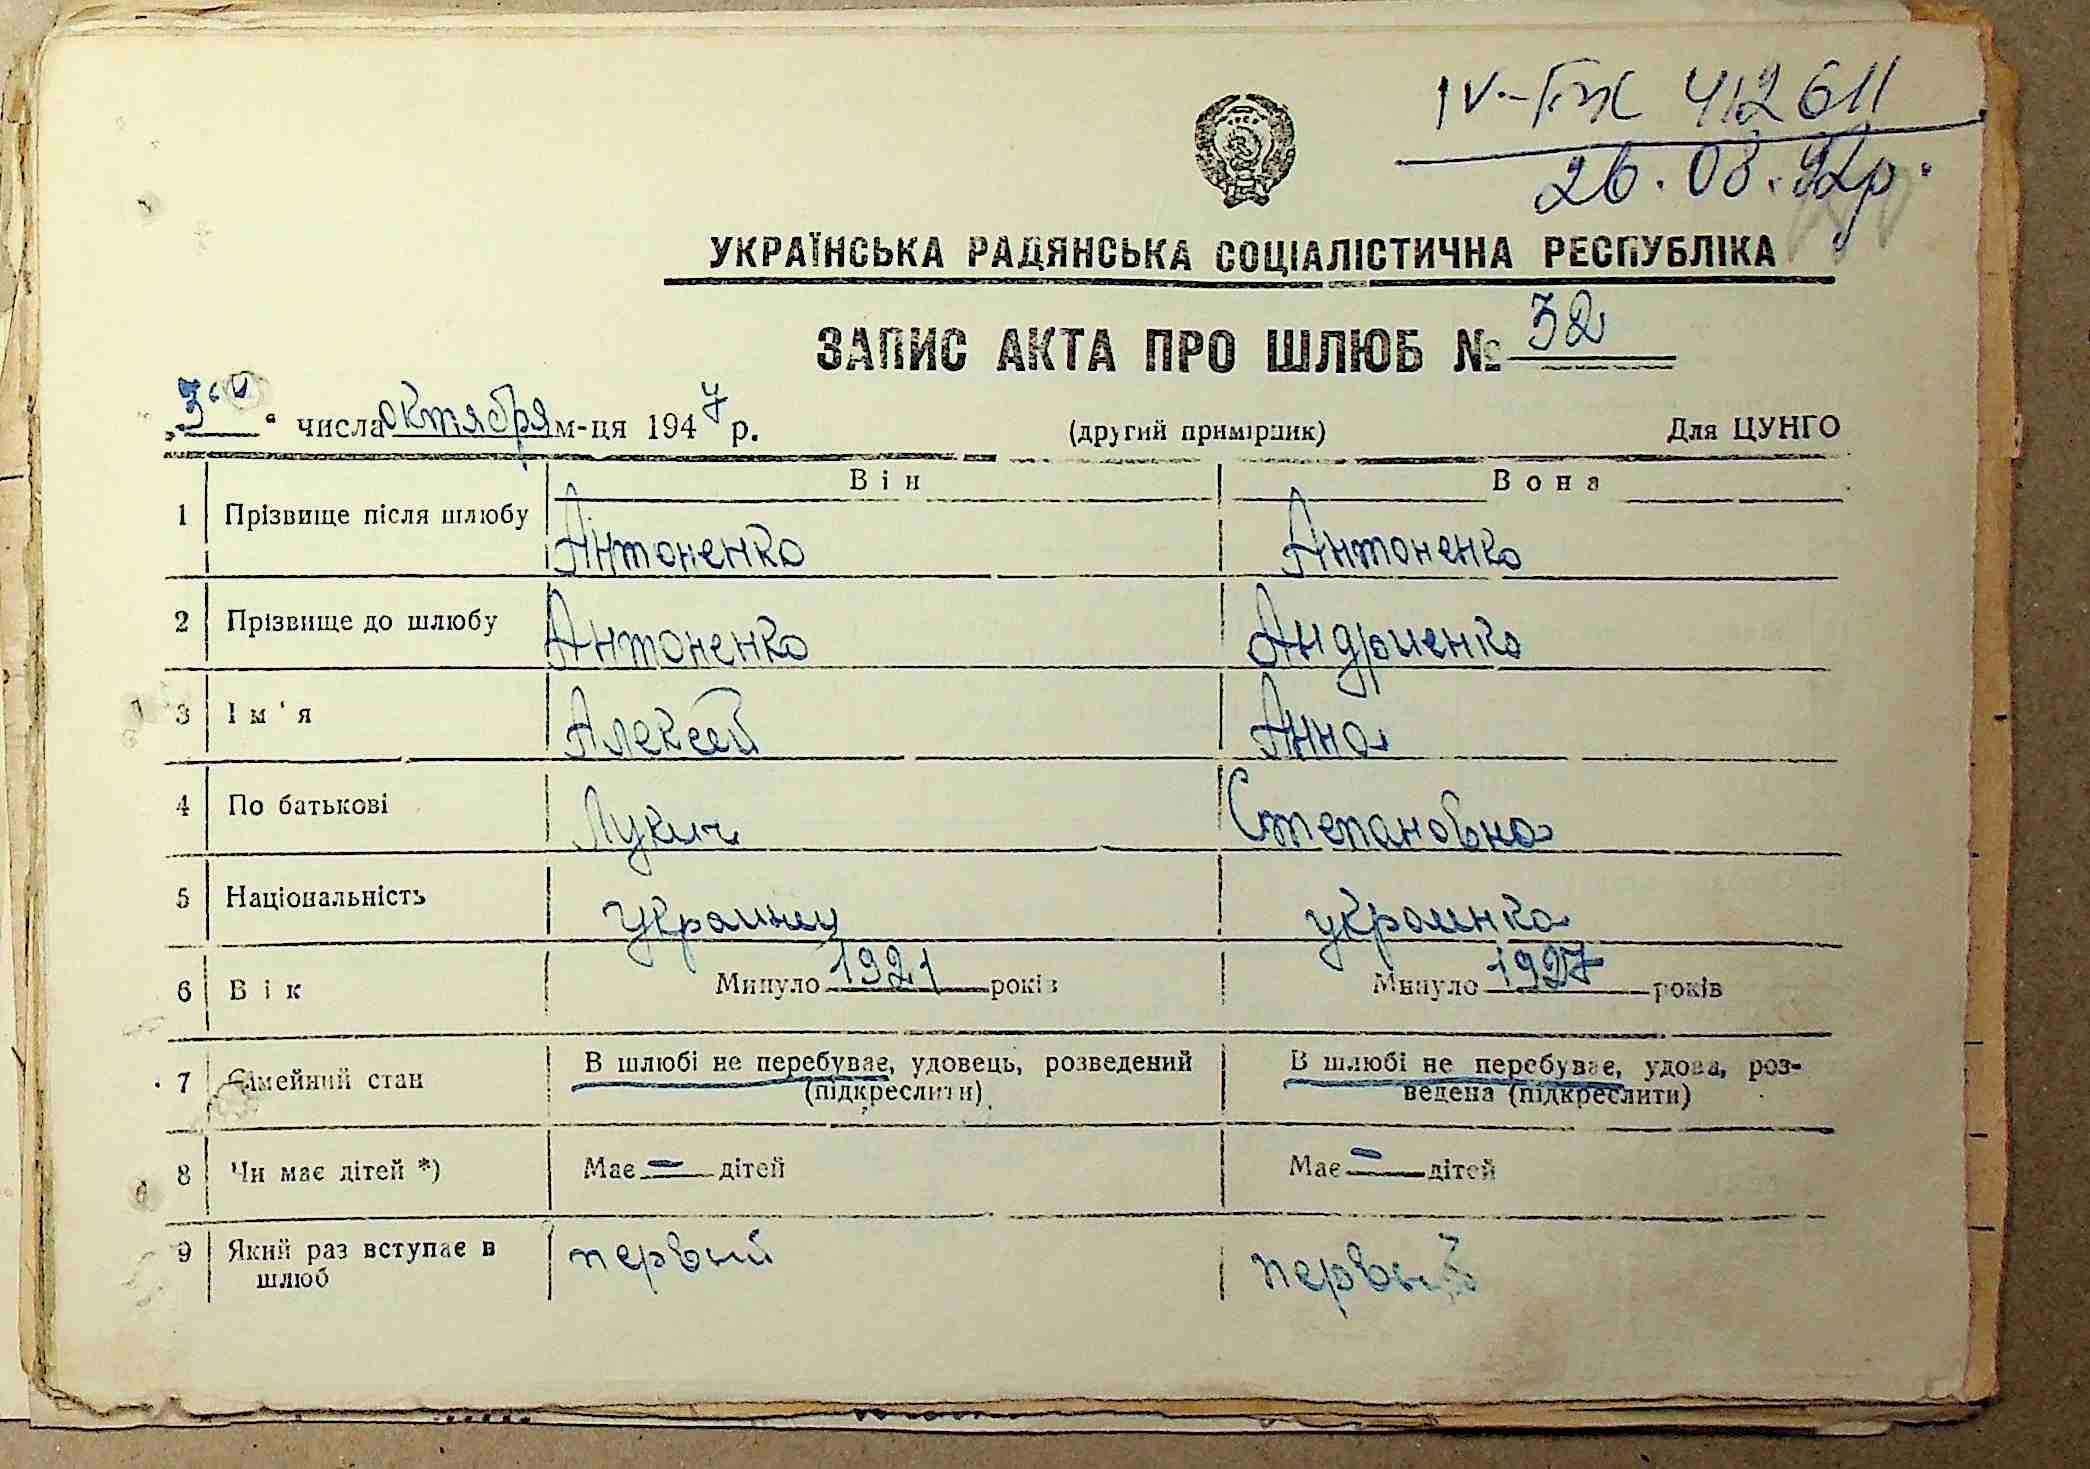 IV-БЖ 412611
26.08.92р.
УКРАЇНСЬКА РАДЯНСЬКА СОЦІАЛІСТИЧНА РЕСПУБЛІКА
ЗАПИС АКТА ПРО ШЛЮБ № 32
„3“ числа октября м-ця 1947 р. (другий примірник) Для ЦУНГО
Він Вона
1 Прізвище після шлюбу Антоненко Антоненко
2 Прізвище до шлюбу Антоненко Андриенко
3 Ім'я Алексей Анна
4 По батькові Лукич Степановна
5 Національність украинец украинка
6 Вік Минуло 1921 років Минуло 1927 років
7 Сімейний стан В шлюбі не перебуває, удовець, розведений (підкреслити) В шлюбі не перебуває, удова, роз-
ведена (підкреслити)
8 Чи має дітей *) Має – дітей Має – дітей
9 Який раз вступає в первый первый
шлюб